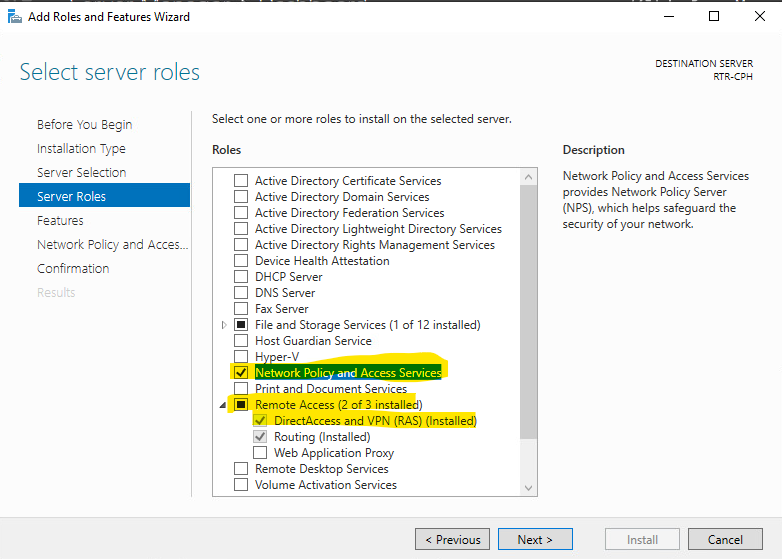 Add Roles and Features Wizard
Select server roles
DESTINATION SERVER
RTR-CPH
Before You Begin
Installation Type
Server Selection
Server Roles
Features
Network Policy and Acces...
Confirmation
Results
Select one or more roles to install on the selected server.
Roles
Active Directory Certificate Services
Active Directory Domain Services
Active Directory Federation Services
Active Directory Lightweight Directory Services
Active Directory Rights Management Services
Device Health Attestation
DHCP Server
DNS Server
Fax Server
File and Storage Services (1 of 12 installed)
Host Guardian Service
Hyper-V
Network Policy and Access Services
Print and Document Services
Remote Access (2 of 3 installed)
DirectAccess and VPN (RAS) (Installed)
Routing (Installed)
Web Application Proxy
Remote Desktop Services
Volume Activation Services
Description
Network Policy and Access Services
provides Network Policy Server
(NPS), which helps safeguard the
security of your network.
< Previous
Next >
Install
Cancel